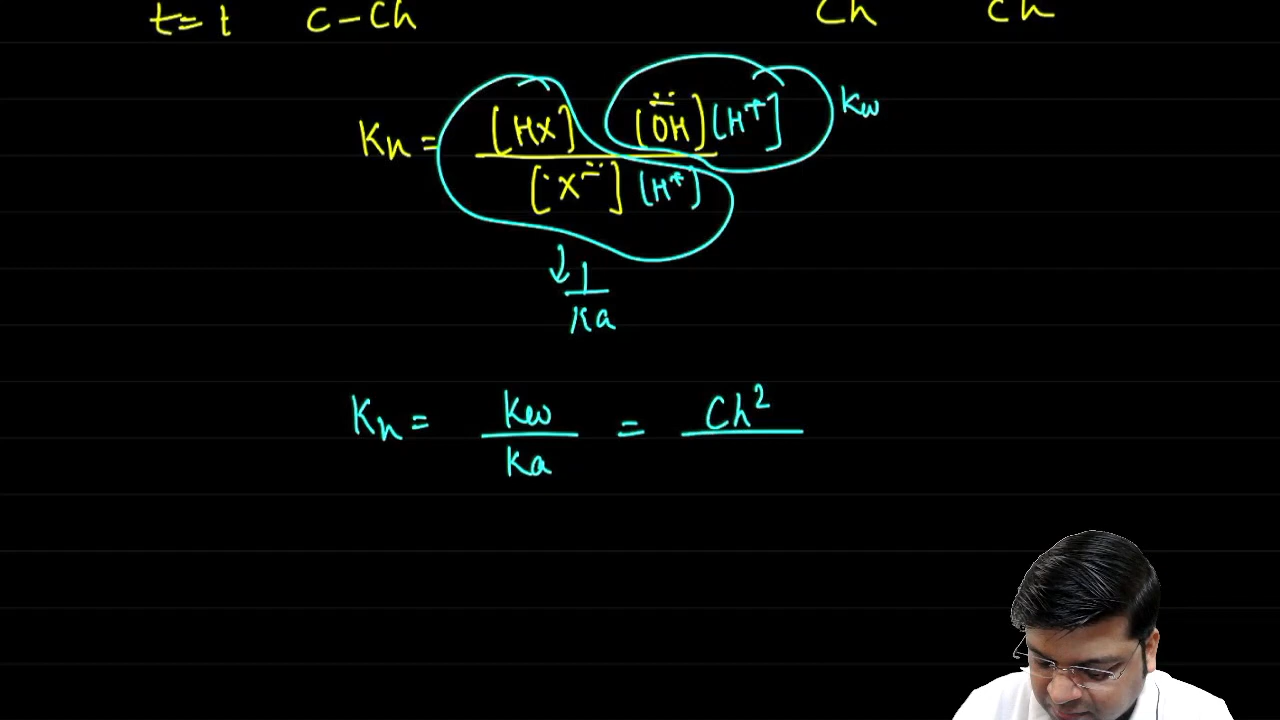 t=t C-Ch Ch Ch
Kh = [HX] [OH⁻] [H⁺] Kw
[X⁻] [H⁺]
↓ 1
Ka
Kh = Kw = Ch²
Ka